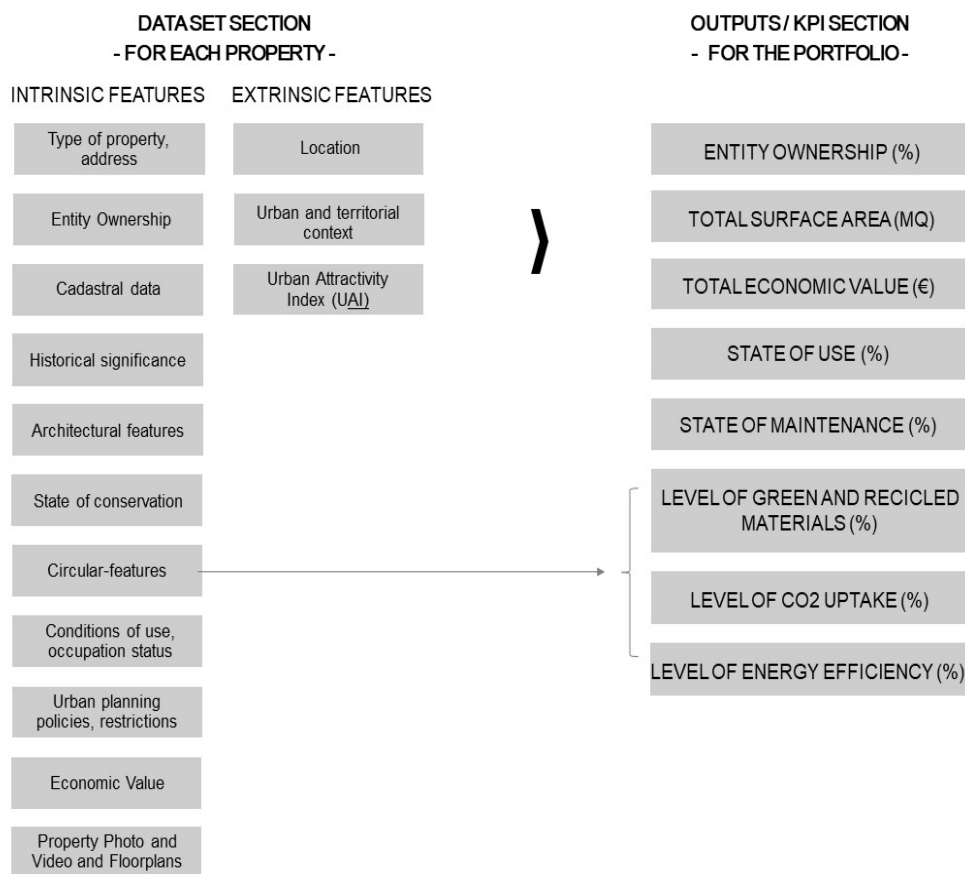 DATASET SECTION
- FOR EACH PROPERTY -
INTRINSIC FEATURES
Type of property,
address
Entity Ownership
Cadastral data
Historical significance
Architectural features
State of conservation
Circular-features
Conditions of use,
occupation status
Urban planning
policies, restrictions
Economic Value
Property Photo and
Video and Floorplans
EXTRINSIC FEATURES
Location
Urban and territorial
context
Urban Attractivity
Index (UAI)
⟩
OUTPUTS / KPI SECTION
- FOR THE PORTFOLIO -
ENTITY OWNERSHIP (%)
TOTAL SURFACE AREA (MQ)
TOTAL ECONOMIC VALUE (€)
STATE OF USE (%)
STATE OF MAINTENANCE (%)
LEVEL OF GREEN AND RECICLED
MATERIALS (%)
LEVEL OF CO2 UPTAKE (%)
LEVEL OF ENERGY EFFICIENCY (%)